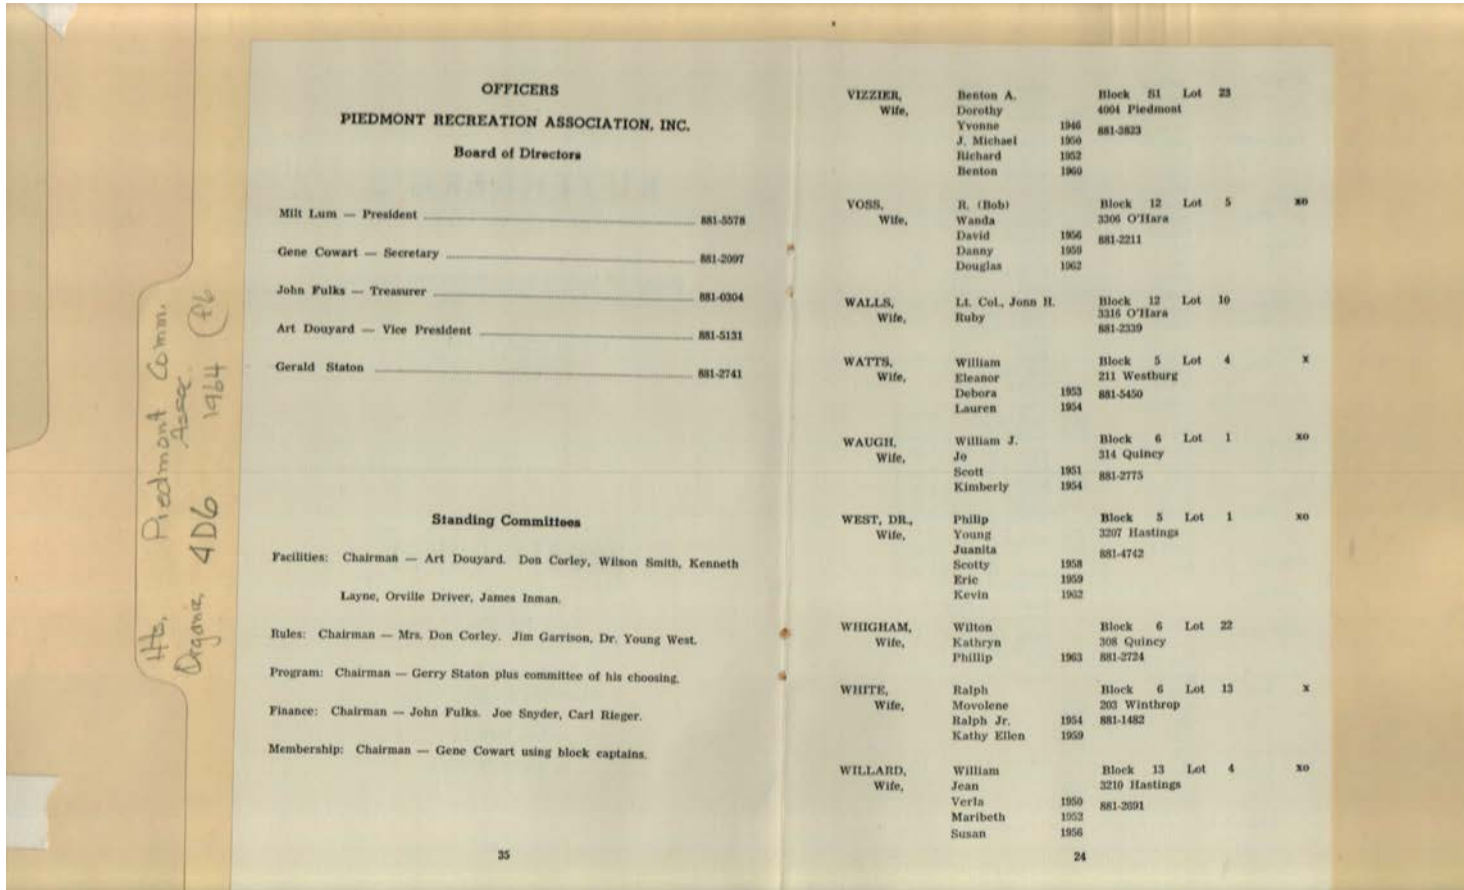 Hts. Piedmont Comm.
Assoc.
Organiz. 4D6 1964 (f6
OFFICERS
PIEDMONT RECREATION ASSOCIATION, INC.
Board of Directors
Milt Lum — President 881-5578
Gene Cowart — Secretary 881-2097
John Fulks — Treasurer 881-0304
Art Douyard — Vice President 881-5131
Gerald Staton 881-2741
Standing Committees
Facilities: Chairman — Art Douyard. Don Corley, Wilson Smith, Kenneth
Layne, Orville Driver, James Inman.
Rules: Chairman — Mrs. Don Corley. Jim Garrison, Dr. Young West.
Program: Chairman — Gerry Staton plus committee of his choosing.
Finance: Chairman — John Fulks. Joe Snyder, Carl Rieger.
Membership: Chairman — Gene Cowart using block captains.
35
VIZZIER, Benton A. Block 81 Lot 23
Wife, Dorothy 4004 Piedmont
Yvonne 1946 881-3823
J. Michael 1950
Richard 1952
Benton 1960
VOSS, R. (Bob) Block 12 Lot 5 xo
Wife, Wanda 3306 O'Hara
David 1956 881-2211
Danny 1959
Douglas 1962
WALLS, Lt. Col., Jonn H. Block 12 Lot 10
Wife, Ruby 3316 O'Hara
881-2339
WATTS, William Block 5 Lot 4 x
Wife, Eleanor 211 Westburg
Debora 1953 881-5450
Lauren 1954
WAUGH, William J. Block 6 Lot 1 xo
Wife, Jo 314 Quincy
Scott 1951 881-2775
Kimberly 1954
WEST, DR., Philip Block 5 Lot 1 xo
Wife, Young 3207 Hastings
Juanita 881-4742
Scotty 1958
Eric 1959
Kevin 1962
WHIGHAM, Wilton Block 6 Lot 22
Wife, Kathryn 308 Quincy
Phillip 1963 881-2724
WHITE, Ralph Block 6 Lot 13 x
Wife, Movolene 203 Winthrop
Ralph Jr. 1954 881-1482
Kathy Ellen 1959
WILLARD, William Block 13 Lot 4 xo
Wife, Jean 3210 Hastings
Verla 1950 881-2691
Maribeth 1952
Susan 1956
24